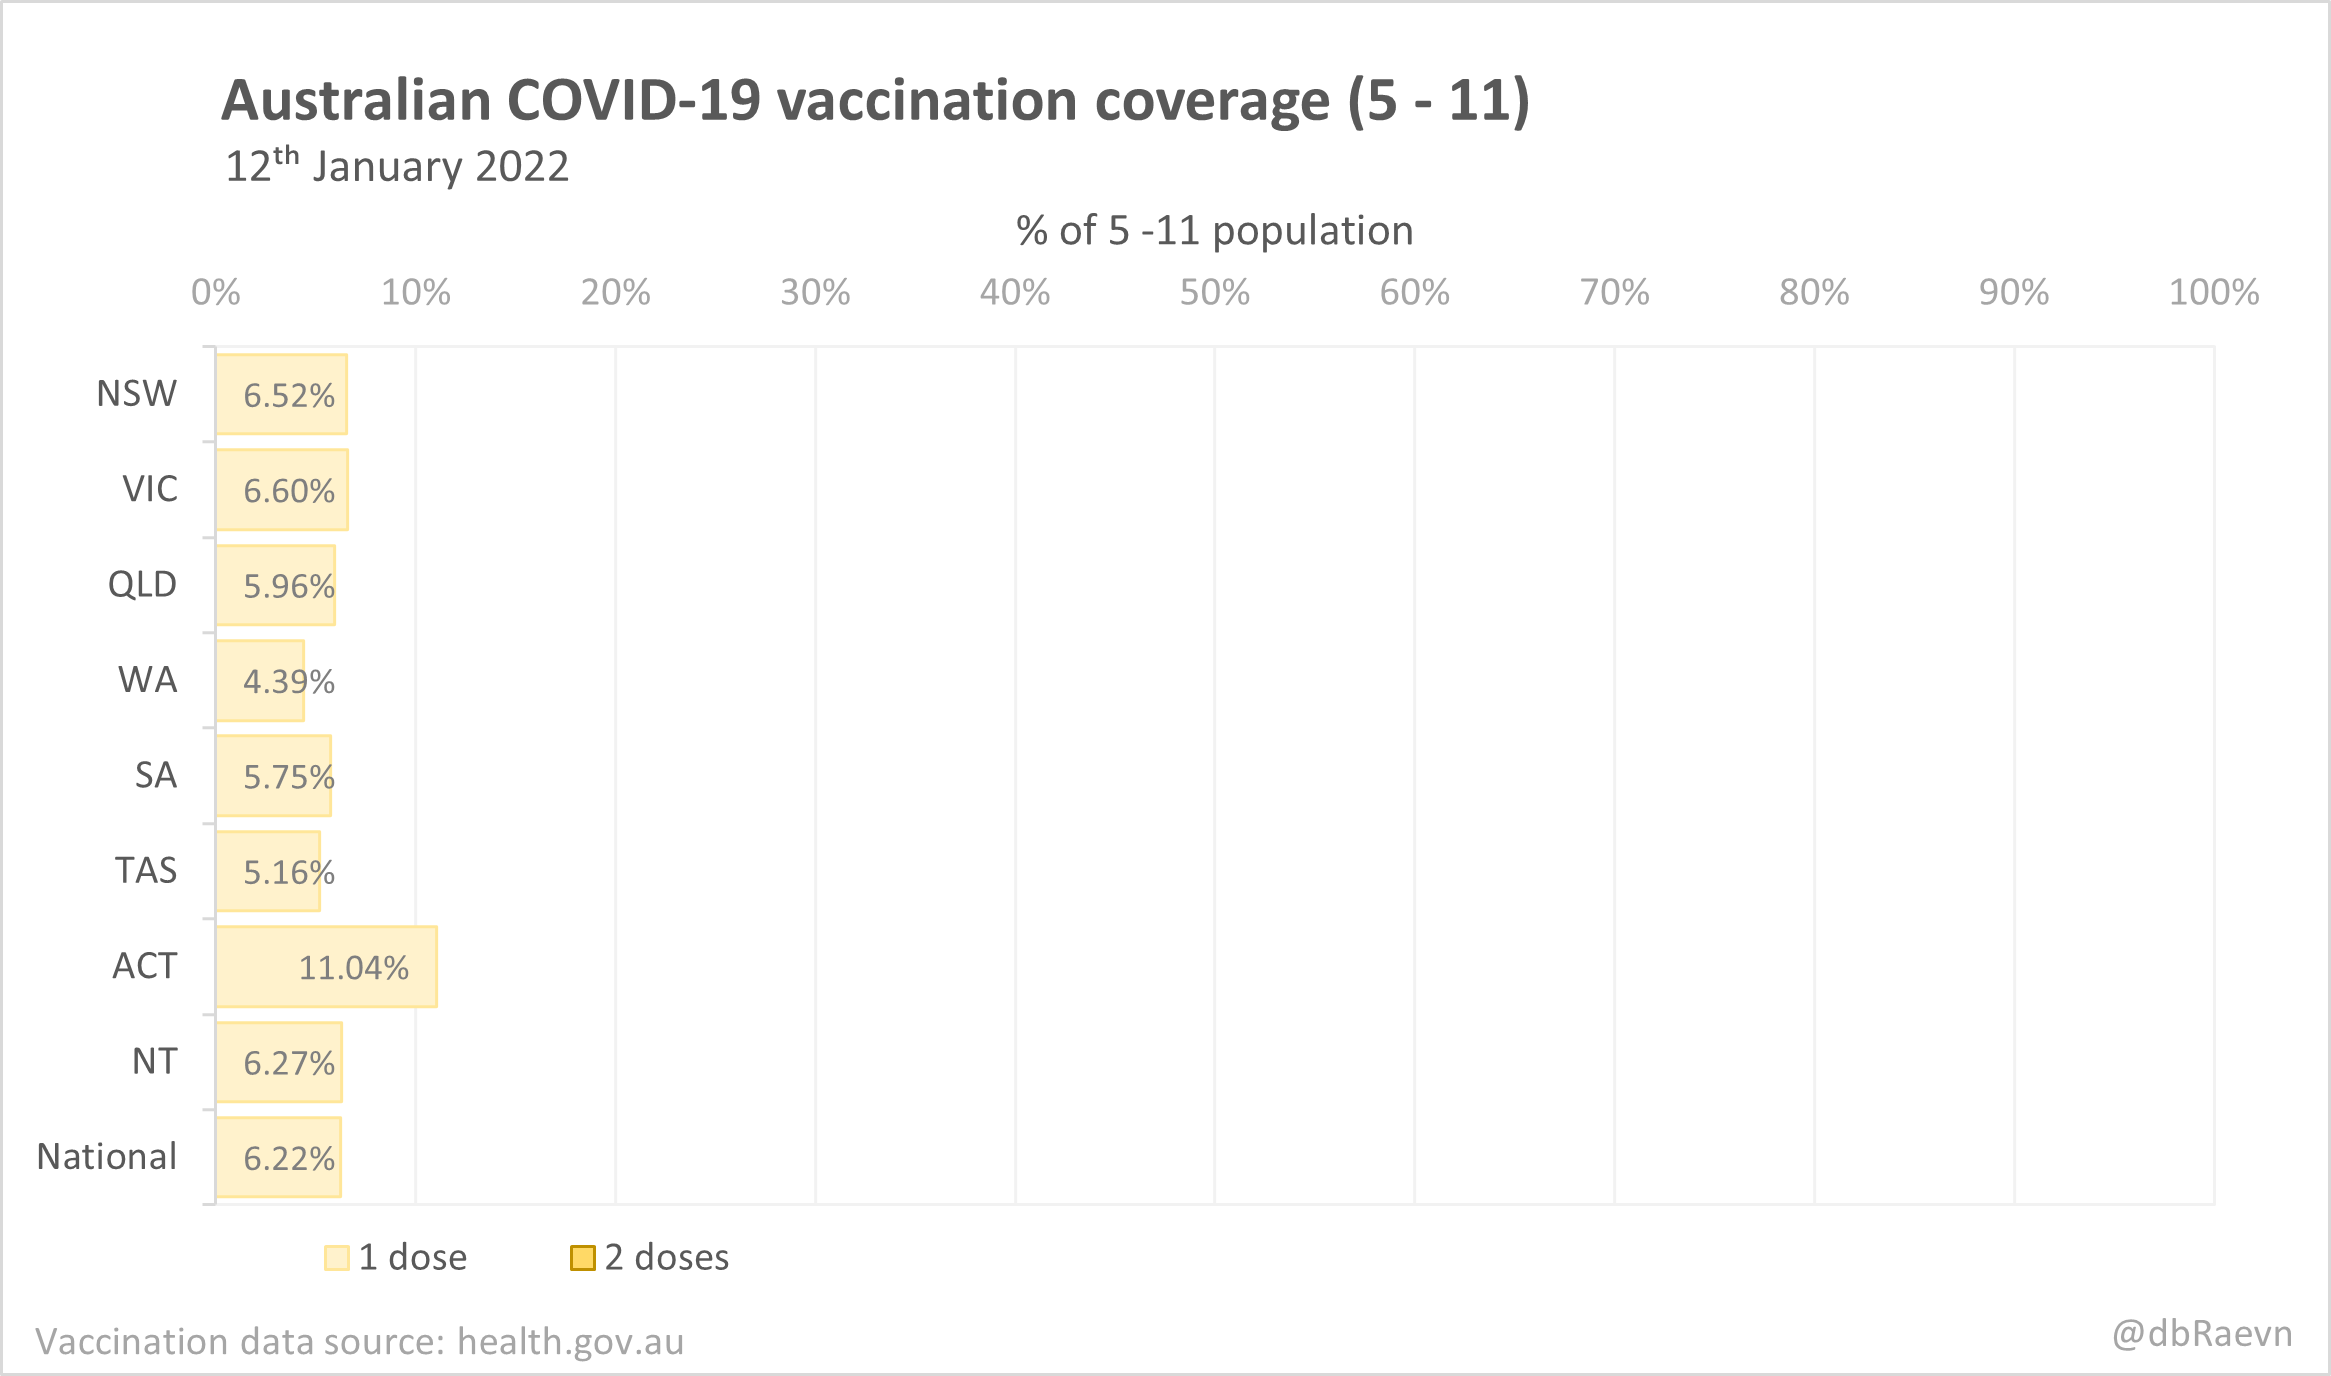 Australian COVID-19 vaccination coverage (5 - 11)
12th January 2022
% of 5 -11 population
0% 10% 20% 30% 40% 50% 60% 70% 80% 90% 100%
NSW 6.52%
VIC 6.60%
QLD 5.96%
WA 4.39%
SA 5.75%
TAS 5.16%
ACT 11.04%
NT 6.27%
National 6.22%
1 dose 2 doses
Vaccination data source: health.gov.au
@dbRaevn